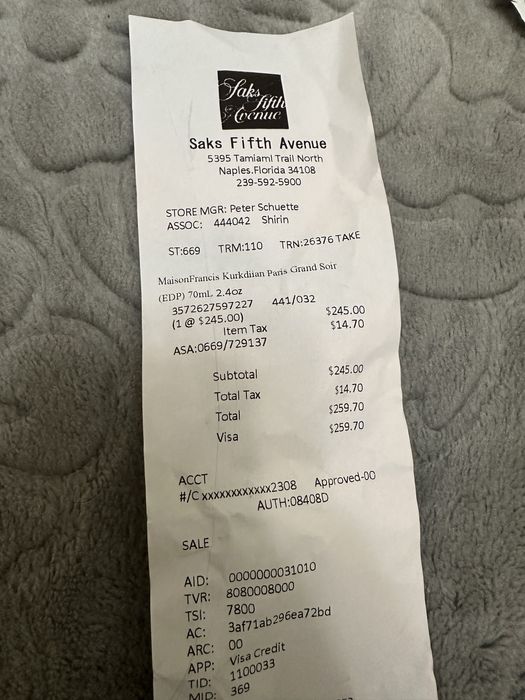 Saks
fifth
Avenue
Saks Fifth Avenue
5395 Tamiaml Trail North
Naples.Florida 34108
239-592-5900
STORE MGR: Peter Schuette
ASSOC: 444042 Shirin
ST:669 TRM:110 TRN:26376 TAKE
MaisonFrancis Kurkdiian Paris Grand Soir
(EDP) 70mL 2.4oz
3572627597227 441/032
(1 @ $245.00) $245.00
Item Tax $14.70
ASA:0669/729137
Subtotal $245.00
Total Tax $14.70
Total $259.70
Visa $259.70
ACCT
#/C xxxxxxxxxxxx2308 Approved-00
AUTH:08408D
SALE
AID: 0000000031010
TVR: 8080008000
TSI: 7800
AC: 3af71ab296ea72bd
ARC: 00
APP: Visa Credit
TID: 1100033
MID: 369